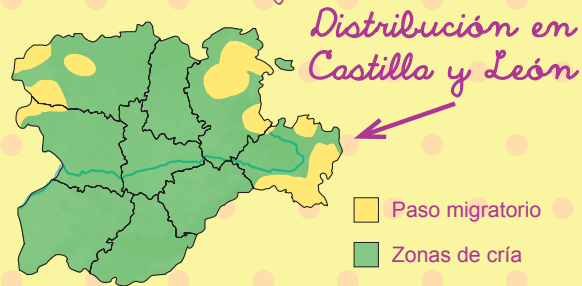 Distribución en
Castilla y León
Paso migratorio
Zonas de cría